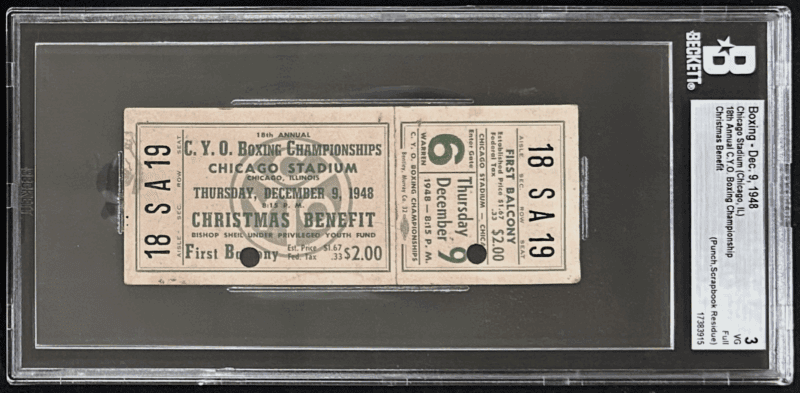 18th ANNUAL
C. Y. O. BOXING CHAMPIONSHIPS
CHICAGO STADIUM
CHICAGO, ILLINOIS
THURSDAY, DECEMBER 9, 1948
8:15 P. M.
CHRISTMAS BENEFIT
BISHOP SHEIL UNDER PRIVILEGED YOUTH FUND
First Balcony
Est. Price $1.67
Fed. Tax .33
$2.00
18 S A 19
AISLE SEC. ROW SEAT
C. Y. O. BOXING CHAMPIONSHIPS
WARREN
Enter Gate
6
1948—8:15 P. M.
December
Thursday
9
CHICAGO STADIUM — CHICAGO
Established Price $1.67
Federal Tax .33
$2.00
FIRST BALCONY
AISLE SEC. ROW SEAT
18 S A 19
B
BECKETT®
Boxing - Dec. 9, 1948
Chicago Stadium (Chicago, IL)
18th Annual C.Y.O. Boxing Championship
Christmas Benefit
(Punch,Scrapbook Residue)
3
VG
Full
17383915